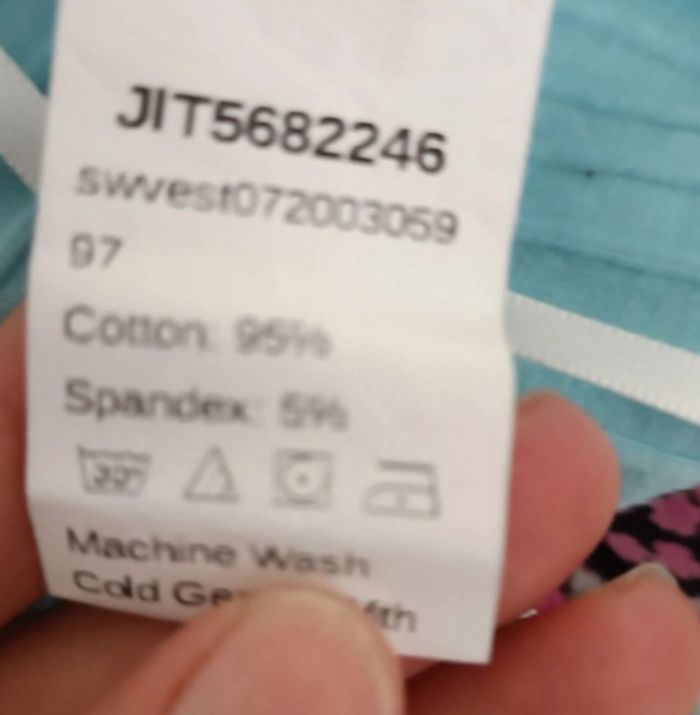 JIT5682246
swvest072003059
97
Cotton: 95%
Spandex: 5%
30°
Machine Wash
Cold